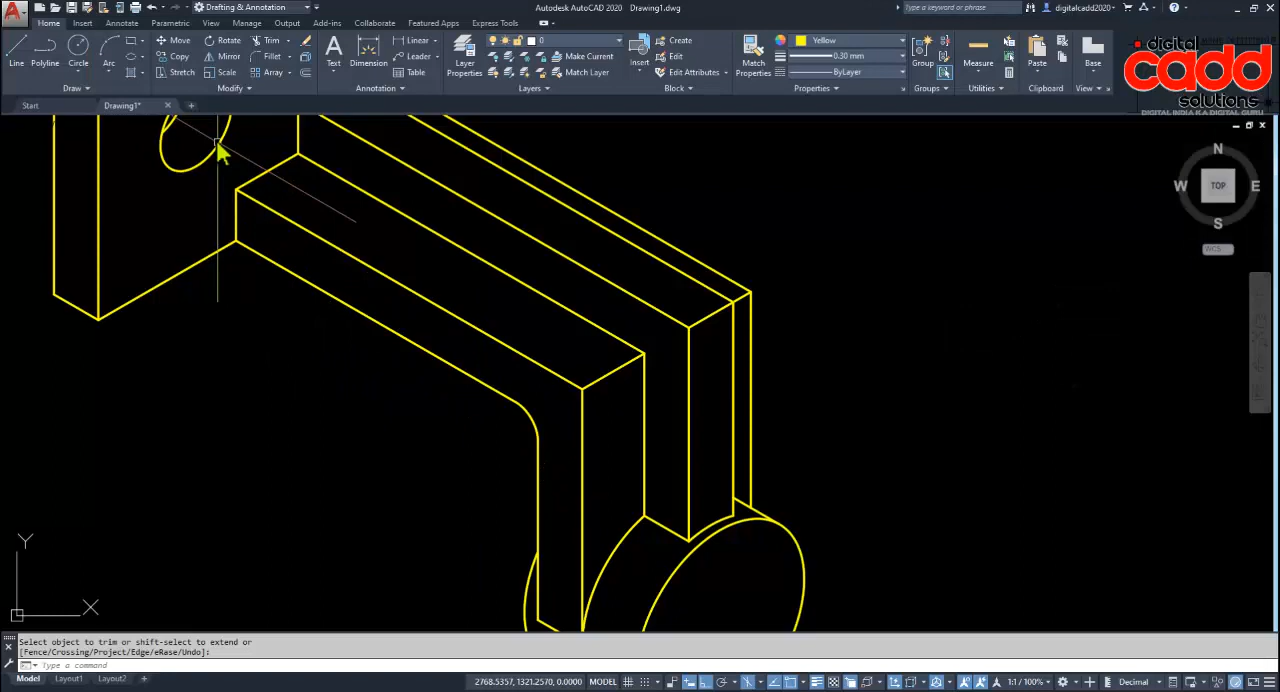 Drafting & Annotation
Autodesk AutoCAD 2020 Drawing1.dwg
Type a keyword or phrase
digitalcadd2020
Home Insert Annotate Parametric View Manage Output Add-ins Collaborate Featured Apps Express Tools
Line Polyline Circle Arc
Move Rotate Trim
Copy Mirror Fillet
Stretch Scale Array
Text Dimension
Linear
Leader
Table
Layer Properties
0
Make Current
Match Layer
Insert
Create
Edit
Edit Attributes
Match Properties
Yellow
0.30 mm
ByLayer
Group
Measure
Paste
Base
Draw Modify Annotation Layers Block Properties Groups Utilities Clipboard View
digital
cadd
solutions
DIGITAL INDIA KA DIGITAL GURU
Start Drawing1*
N
W TOP E
S
WCS
Y
X
Select object to trim or shift-select to extend or
[Fence/Crossing/Project/Edge/eRase/Undo]:
Type a command
Model Layout1 Layout2 +
2768.5357, 1321.2570, 0.0000 MODEL 1:1 / 100% Decimal